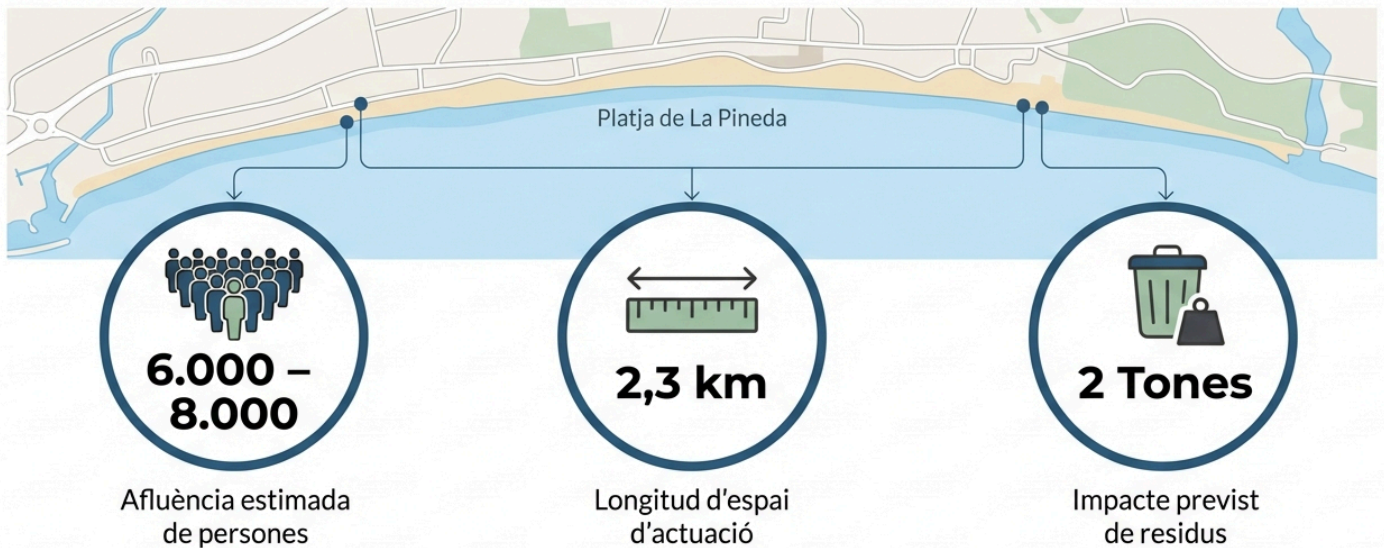 Platja de La Pineda
6.000 –
8.000
Afluència estimada
de persones
2,3 km
Longitud d'espai
d'actuació
2 Tones
Impacte previst
de residus